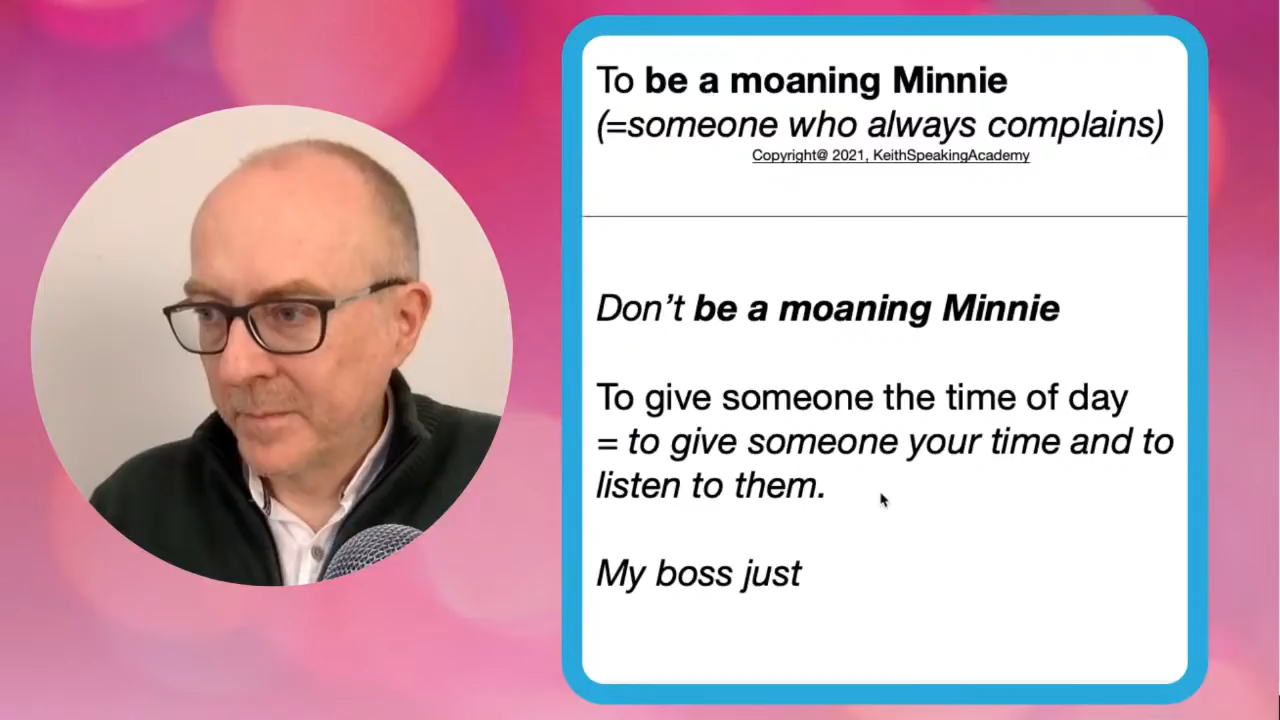 To be a moaning Minnie
(=someone who always complains)
Copyright@ 2021, KeithSpeakingAcademy
Don’t be a moaning Minnie
To give someone the time of day
= to give someone your time and to
listen to them.
My boss just